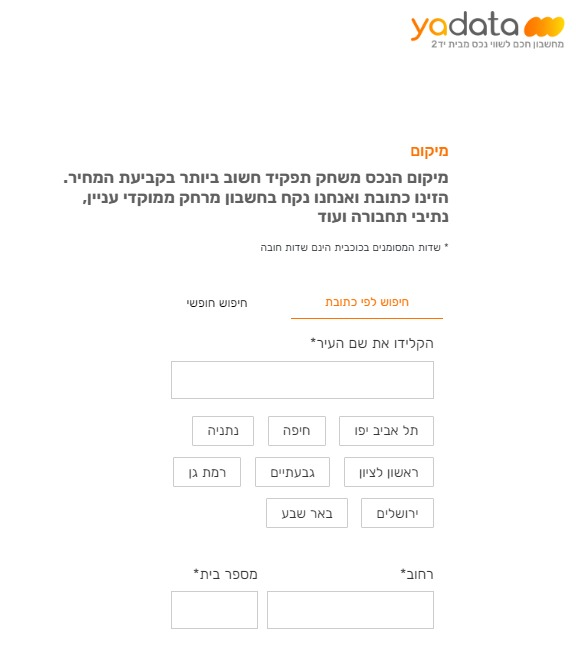 yadata
מחשבון חכם לשווי נכס מבית יד2
מיקום
מיקום הנכס משחק תפקיד חשוב ביותר בקביעת המחיר.
הזינו כתובת ואנחנו נקח בחשבון מרחק ממוקדי עניין,
נתיבי תחבורה ועוד
* שדות המסומנים בכוכבית הינם שדות חובה
חיפוש לפי כתובת חיפוש חופשי
הקלידו את שם העיר*
תל אביב יפו חיפה נתניה
ראשון לציון גבעתיים רמת גן
ירושלים באר שבע
רחוב* מספר בית*